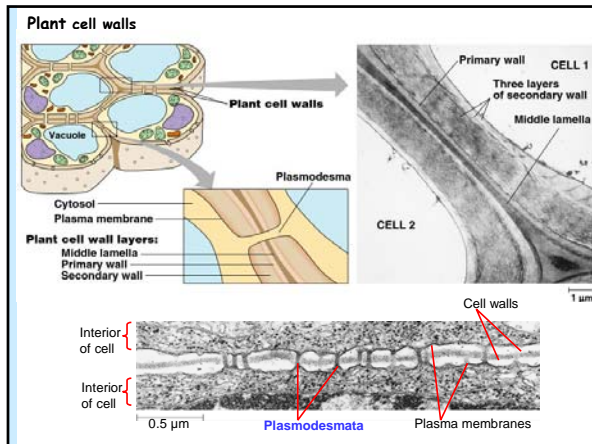 Plant cell walls
Plant cell walls
Vacuole
Cytosol
Plasma membrane
Plasmodesma
Plant cell wall layers:
Middle lamella
Primary wall
Secondary wall
Primary wall
CELL 1
Three layers
of secondary wall
Middle lamella
CELL 2
1 µm
Interior
of cell
Interior
of cell
Cell walls
0.5 µm
Plasmodesmata
Plasma membranes